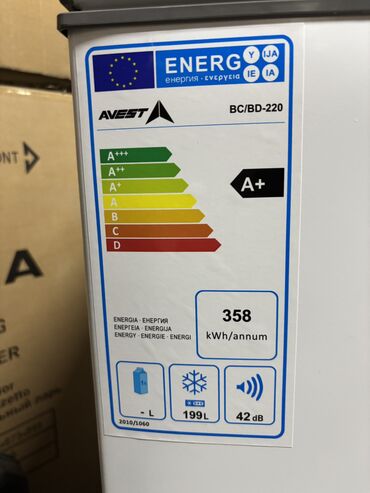 ENERG Y IJA
енергия · ενεργεια IE IA
AVEST
BC/BD-220
A+++
A++
A+
A
B
C
D
A+
ENERGIA · ЕНЕРГИЯ
ΕΝΕΡΓΕΙΑ · ENERGIJA
ENERGY · ENERGIE · ENERGI
358
kWh/annum
- L
199L
42 dB
2010/1060
ONT
A